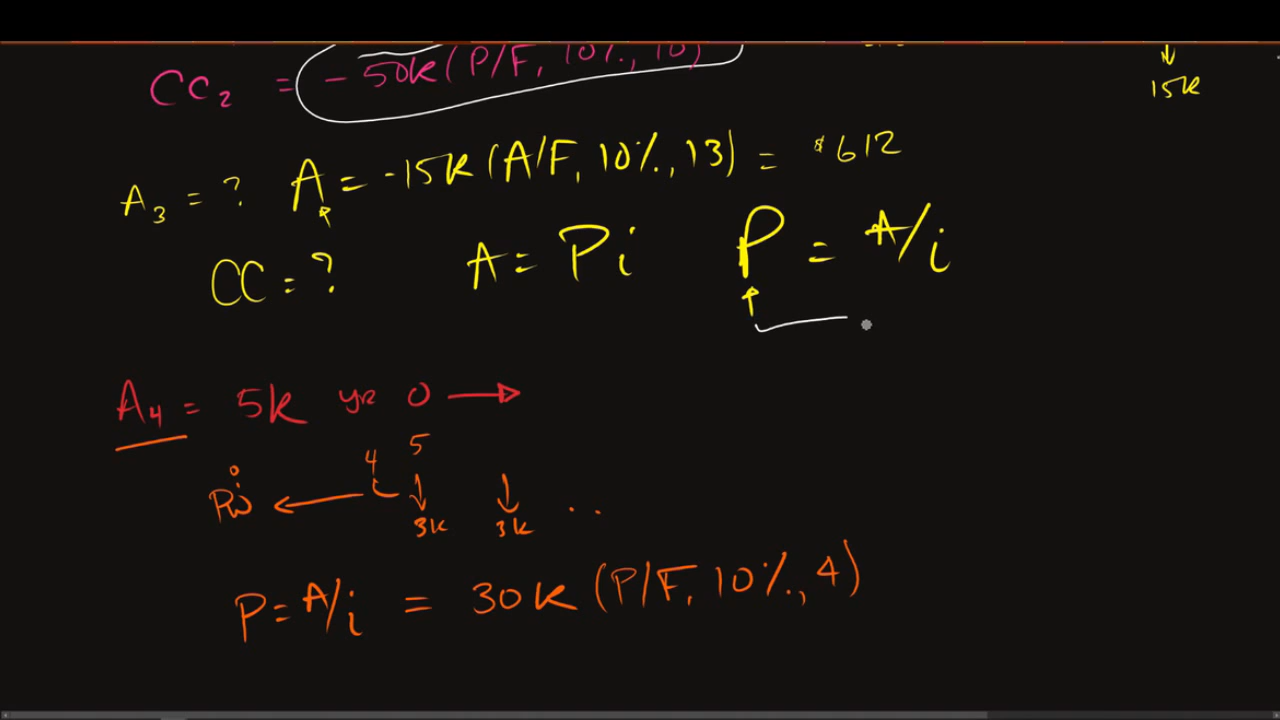 CC2 = -50k (P/F, 10%, 10)
15k
A3 = ? A = -15k (A/F, 10%, 13) = $612
CC = ? A = Pi P = A/i
A4 = 5k yr 0
4 5
0
3k 3k ..
P = A/i = 30k (P/F, 10%, 4)